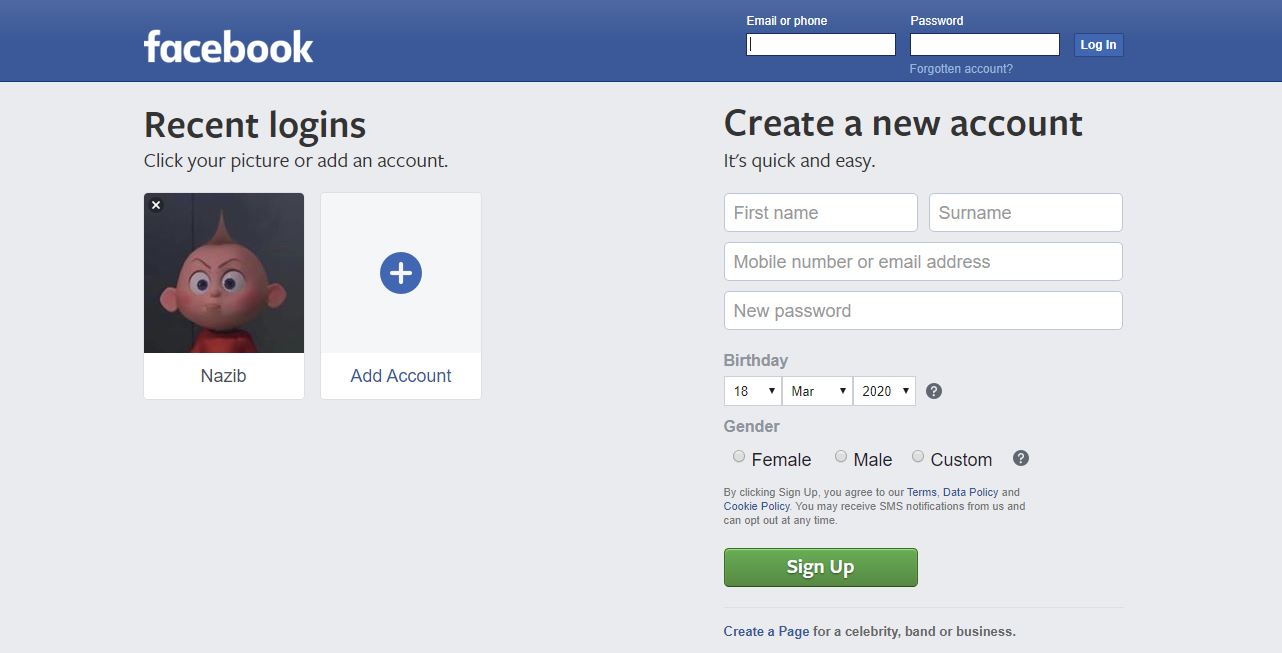 facebook
Email or phone
Password
Log In
Forgotten account?
Recent logins
Click your picture or add an account.
Nazib
Add Account
Create a new account
It's quick and easy.
First name
Surname
Mobile number or email address
New password
Birthday
18 Mar 2020
Gender
Female Male Custom
By clicking Sign Up, you agree to our Terms, Data Policy and
Cookie Policy. You may receive SMS notifications from us and
can opt out at any time.
Sign Up
Create a Page for a celebrity, band or business.